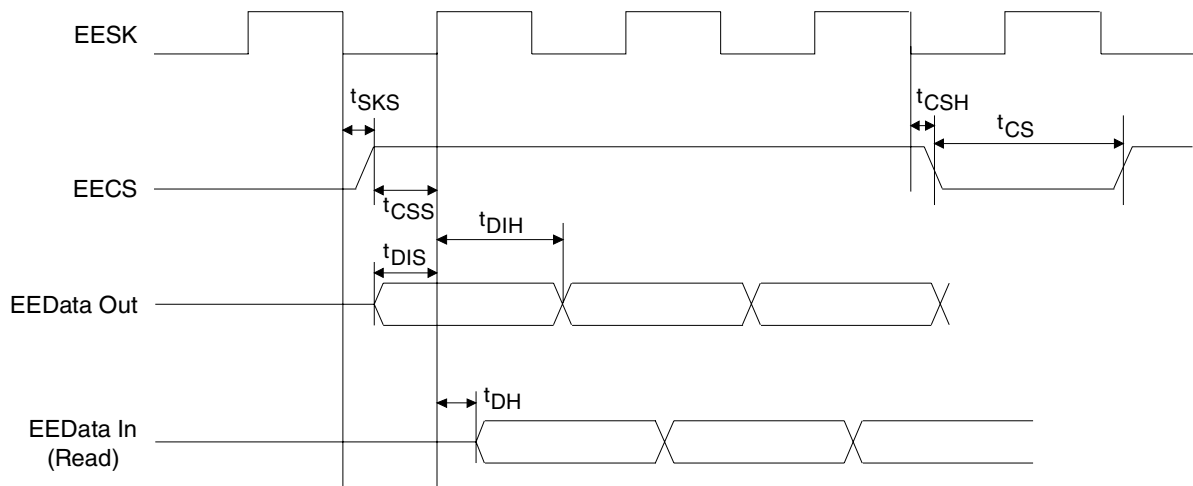 EESK
tSKS
tCSH
tCS
EECS
tCSS
tDIH
tDIS
EEData Out
tDH
EEData In
(Read)